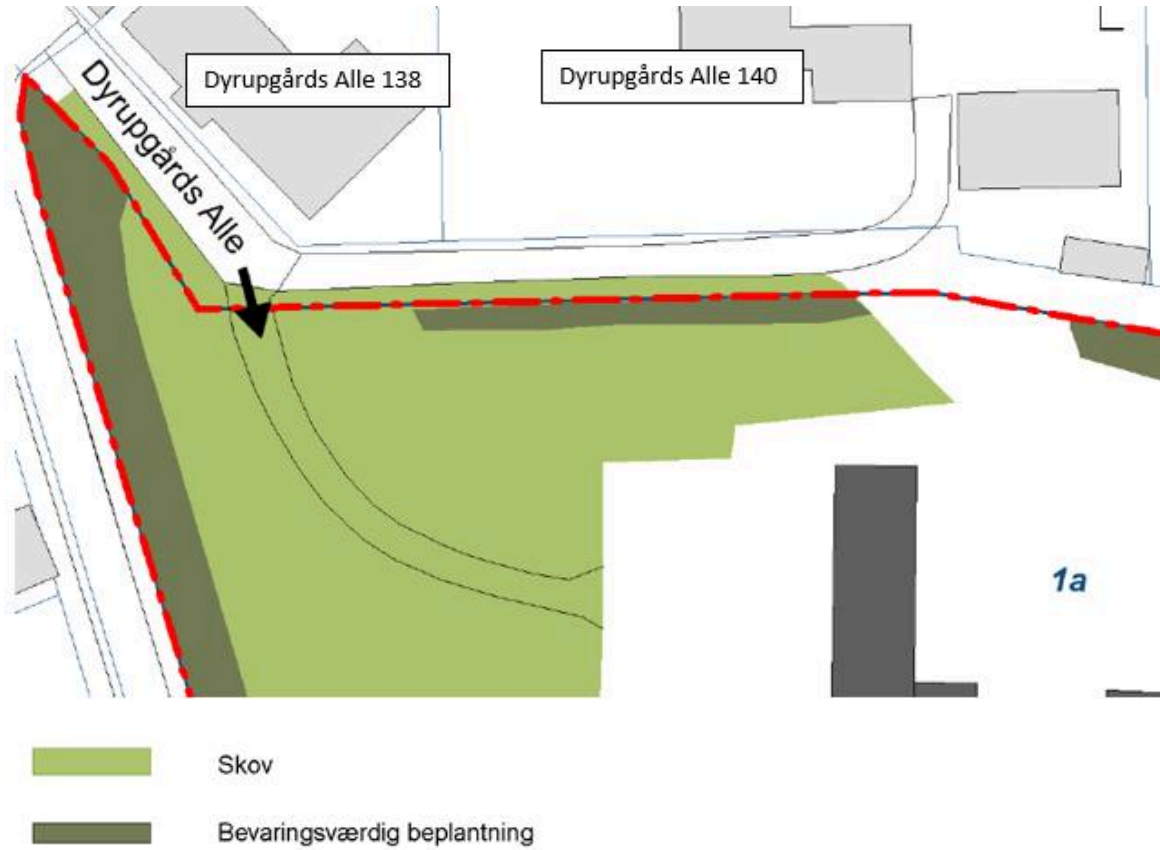 Dyrupgårds Alle 138
Dyrupgårds Alle 140
Dyrupgårds Alle
1a
Skov
Bevaringsværdig beplantning